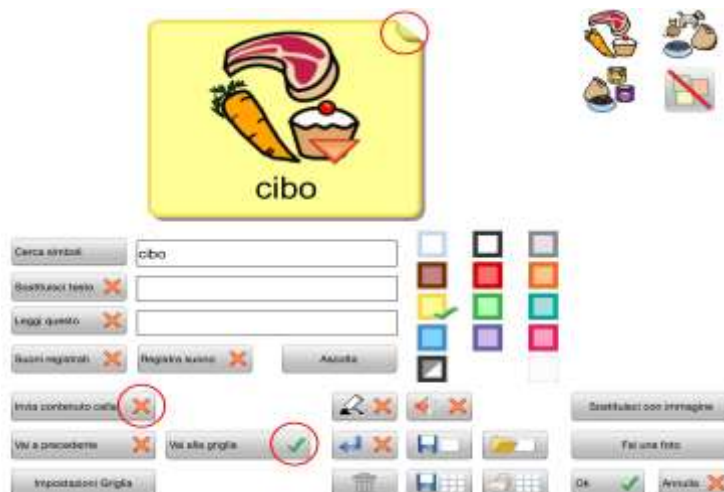 cibo
Cerca simboli
cibo
Sostituisci testo
Leggi questo
Suoni registrati
Registra suono
Ascolta
Invia contenuto cella
Sostituisci con immagine
Vai a precedente
Vai alla griglia
Fai una foto
Impostazioni Griglia
Ok
Annulla